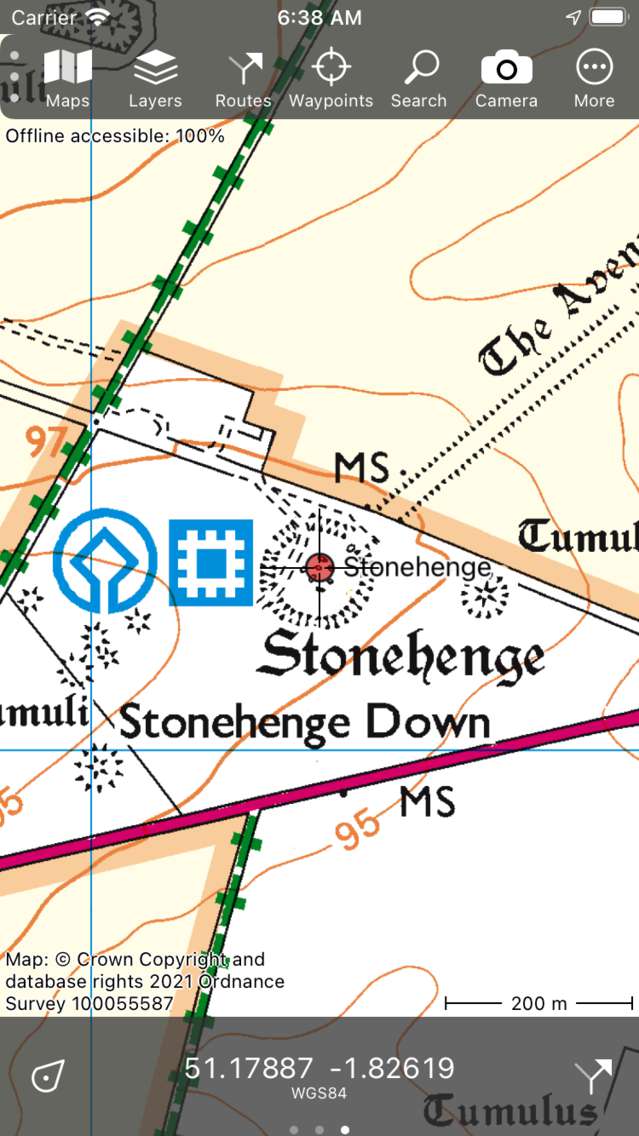 Carrier 6:38 AM
Maps Layers Routes Waypoints Search Camera More
Offline accessible: 100%
The Aven
97
MS
Tumul
Stonehenge
Stonehenge
umuli
Stonehenge Down
MS
95
95
Map: © Crown Copyright and
database rights 2021 Ordnance
Survey 100055587
200 m
51.17887 -1.82619
WGS84
Tumulus